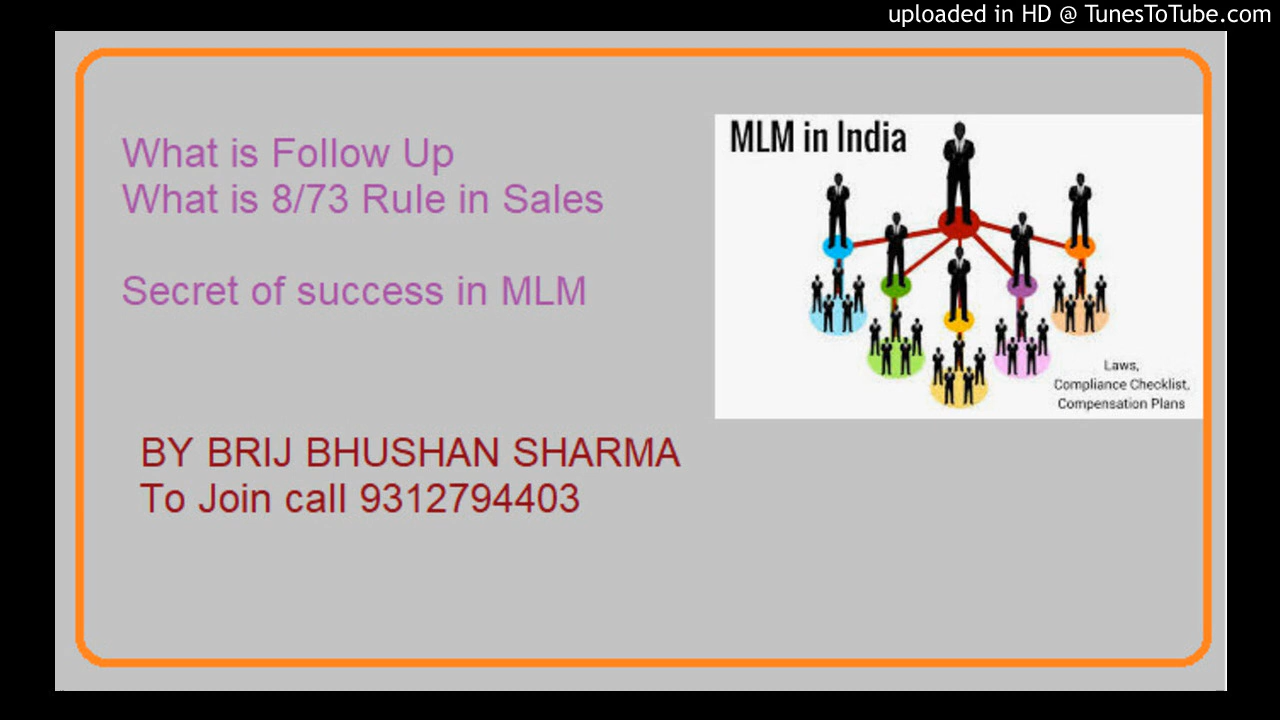 uploaded in HD @ TunesToTube.com
What is Follow Up
What is 8/73 Rule in Sales
Secret of success in MLM
MLM in India
Laws,
Compliance Checklist,
Compensation Plans
BY BRIJ BHUSHAN SHARMA
To Join call 9312794403